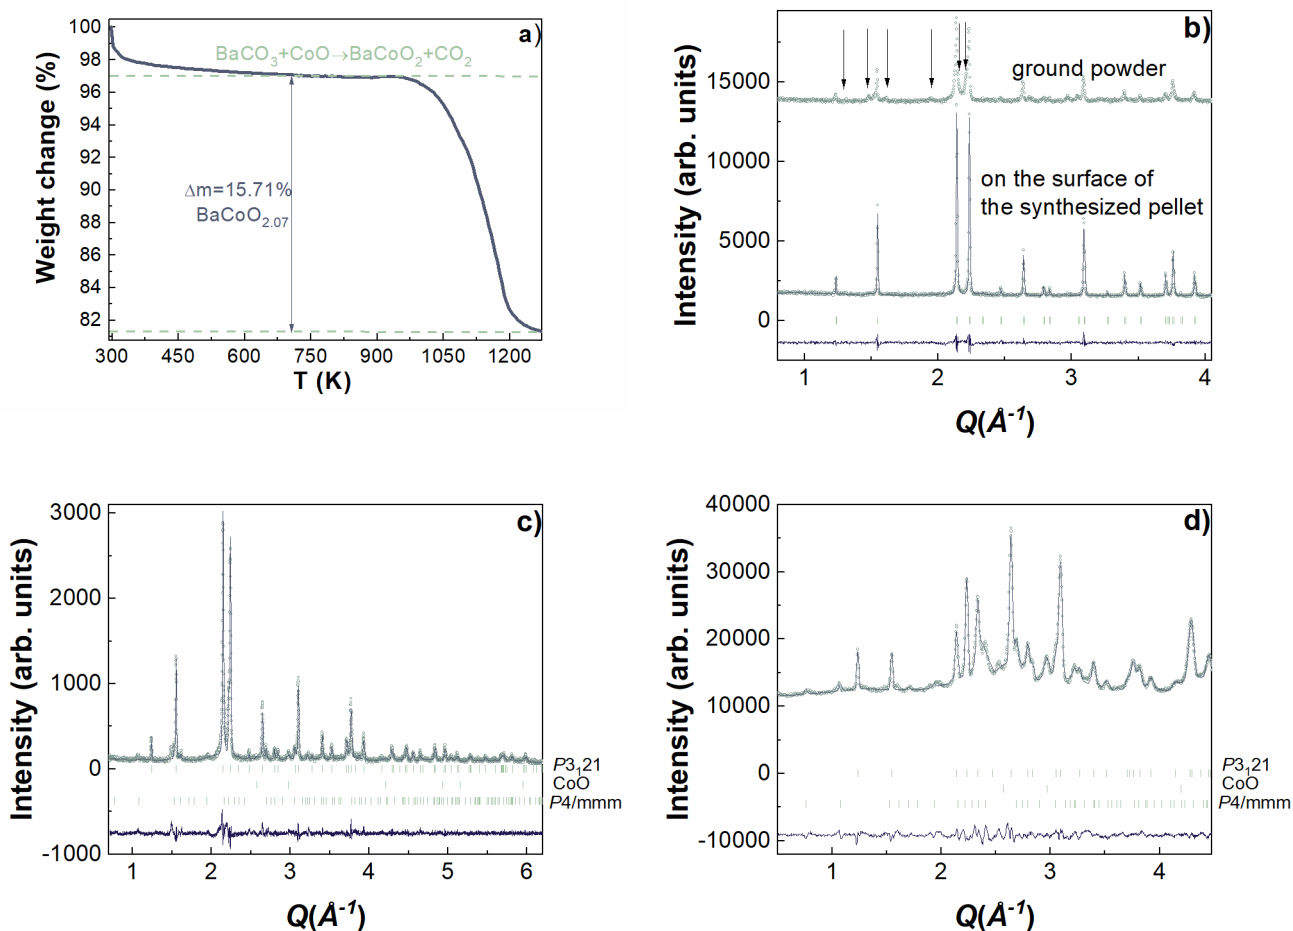 a)
BaCO3+CoO→BaCoO2+CO2
Δm=15.71%
BaCoO2.07
100
98
96
94
92
90
88
86
84
82
300 450 600 750 900 1050 1200
Weight change (%)
T (K)
b)
ground powder
on the surface of
the synthesized pellet
15000
10000
5000
0
1 2 3 4
Intensity (arb. units)
Q(Å-1)
c)
3000
2000
1000
0
-1000
P3121
CoO
P4/mmm
1 2 3 4 5 6
Intensity (arb. units)
Q(Å-1)
d)
40000
30000
20000
10000
0
-10000
P3121
CoO
P4/mmm
1 2 3 4
Intensity (arb. units)
Q(Å-1)